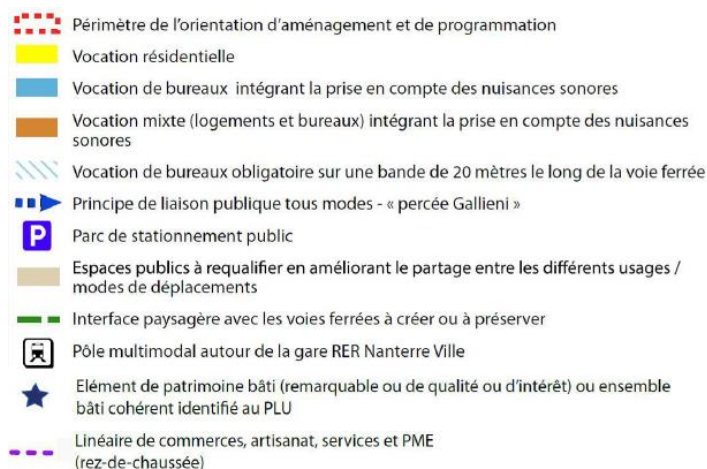 Périmètre de l'orientation d'aménagement et de programmation
Vocation résidentielle
Vocation de bureaux intégrant la prise en compte des nuisances sonores
Vocation mixte (logements et bureaux) intégrant la prise en compte des nuisances
sonores
Vocation de bureaux obligatoire sur une bande de 20 mètres le long de la voie ferrée
Principe de liaison publique tous modes - « percée Gallieni »
P Parc de stationnement public
Espaces publics à requalifier en améliorant le partage entre les différents usages /
modes de déplacements
Interface paysagère avec les voies ferrées à créer ou à préserver
Pôle multimodal autour de la gare RER Nanterre Ville
Elément de patrimoine bâti (remarquable ou de qualité ou d'intérêt) ou ensemble
bâti cohérent identifié au PLU
Linéaire de commerces, artisanat, services et PME
(rez-de-chaussée)